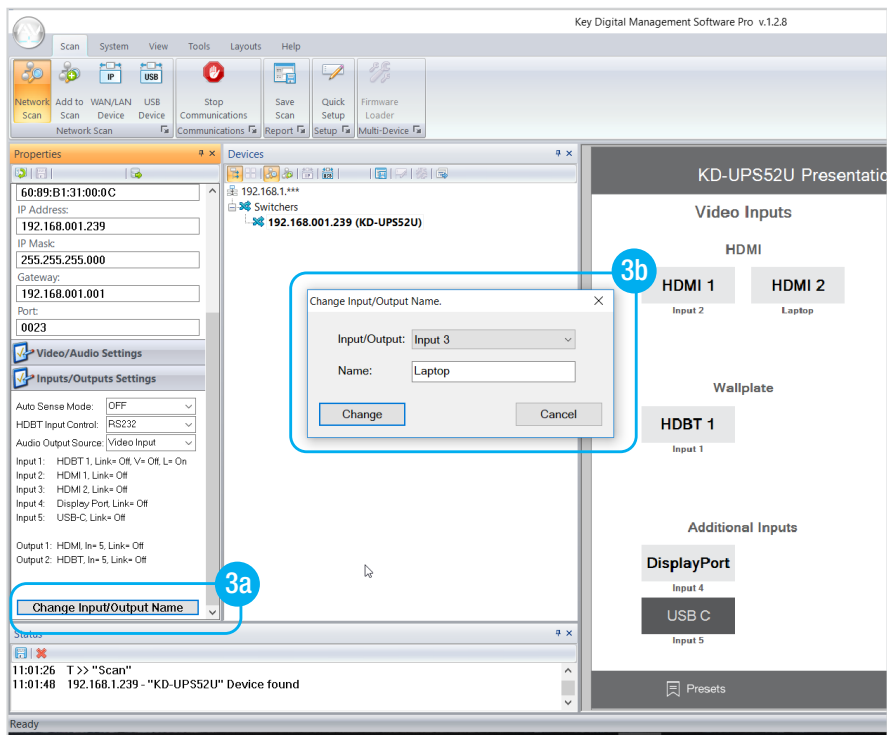 Key Digital Management Software Pro v.1.2.8
Scan System View Tools Layouts Help
IP USB
Network Scan
Add to Scan
WAN/LAN Device
USB Device
Stop Communications
Save Scan
Quick Setup
Firmware Loader
Network Scan Communications Report Setup Multi-Device
Properties
60:89:B1:31:00:0C
IP Address:
192.168.001.239
IP Mask:
255.255.255.000
Gateway:
192.168.001.001
Port:
0023
Video/Audio Settings
Inputs/Outputs Settings
Auto Sense Mode: OFF
HDBT Input Control: RS232
Audio Output Source: Video Input
Input 1: HDBT 1, Link= Off, V= Off, L= On
Input 2: HDMI 1, Link= Off
Input 3: HDMI 2, Link= Off
Input 4: Display Port, Link= Off
Input 5: USB-C, Link= Off
Output 1: HDMI, In= 5, Link= Off
Output 2: HDBT, In= 5, Link= Off
3a
Change Input/Output Name
Devices
192.168.1.***
Switchers
192.168.001.239 (KD-UPS52U)
3b
Change Input/Output Name.
Input/Output: Input 3
Name: Laptop
Change Cancel
KD-UPS52U Presentatio
Video Inputs
HDMI
HDMI 1 HDMI 2
Input 2 Laptop
Wallplate
HDBT 1
Input 1
Additional Inputs
DisplayPort
Input 4
USB C
Input 5
Presets
Status
11:01:26 T >> "Scan"
11:01:48 192.168.1.239 - "KD-UPS52U" Device found
Ready